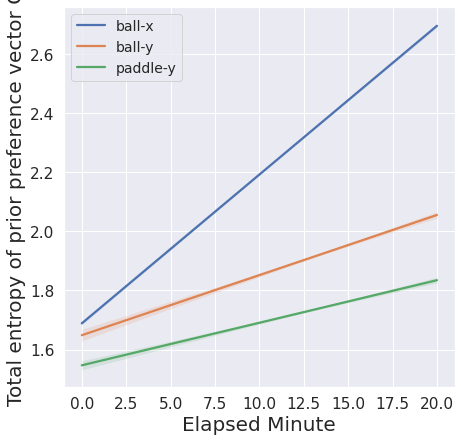 Total entropy of prior preference vector
ball-x
ball-y
paddle-y
2.6
2.4
2.2
2.0
1.8
1.6
0.0 2.5 5.0 7.5 10.0 12.5 15.0 17.5 20.0
Elapsed Minute